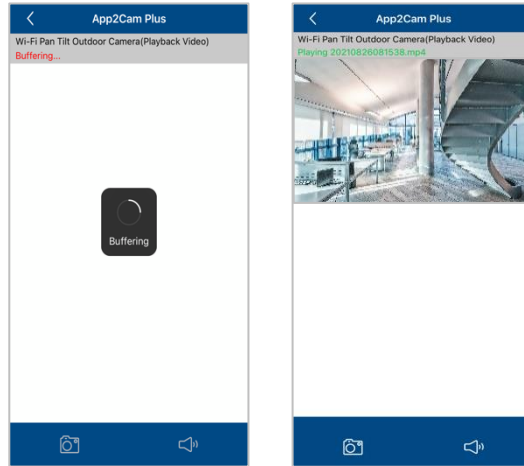 App2Cam Plus
Wi-Fi Pan Tilt Outdoor Camera(Playback Video)
Buffering...
Buffering
App2Cam Plus
Wi-Fi Pan Tilt Outdoor Camera(Playback Video)
Playing 20210826081538.mp4